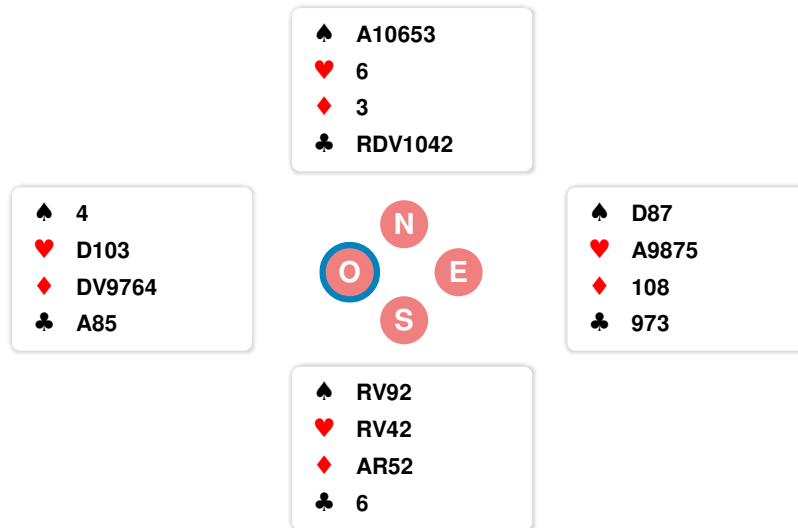 ♠ A10653
♥ 6
♦ 3
♣ RDV1042
♠ 4
♥ D103
♦ DV9764
♣ A85
N
O
E
S
♠ D87
♥ A9875
♦ 108
♣ 973
♠ RV92
♥ RV42
♦ AR52
♣ 6